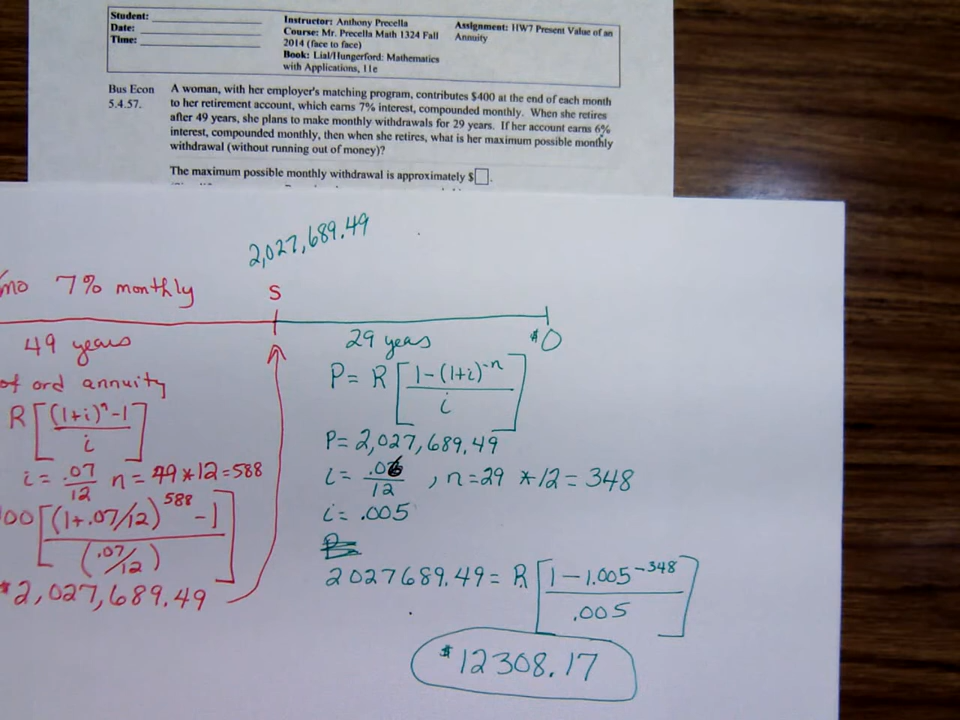 Student:
Date:
Time:
Instructor: Anthony Precella
Course: Mr. Precella Math 1324 Fall
2014 (face to face)
Book: Lial/Hungerford: Mathematics
with Applications, 11e
Assignment: HW7 Present Value of an
Annuity
Bus Econ
5.4.57.
A woman, with her employer's matching program, contributes $400 at the end of each month
to her retirement account, which earns 7% interest, compounded monthly. When she retires
after 49 years, she plans to make monthly withdrawals for 29 years. If her account earns 6%
interest, compounded monthly, then when she retires, what is her maximum possible monthly
withdrawal (without running out of money)?
The maximum possible monthly withdrawal is approximately $
2,027,689.49
/mo 7% monthly
S
49 years
29 years
$0
of ord annuity
R[((1+i)^n-1)/i]
i = .07/12 n = 49*12=588
00[((1+.07/12)^588 -1)/(.07/12)]
$2,027,689.49
P= R[(1-(1+i)^-n)/i]
P= 2,027,689.49
i= .06/12 , n=29 *12= 348
i= .005
2027689.49= R[(1-1.005^-348)/.005]
$12308.17